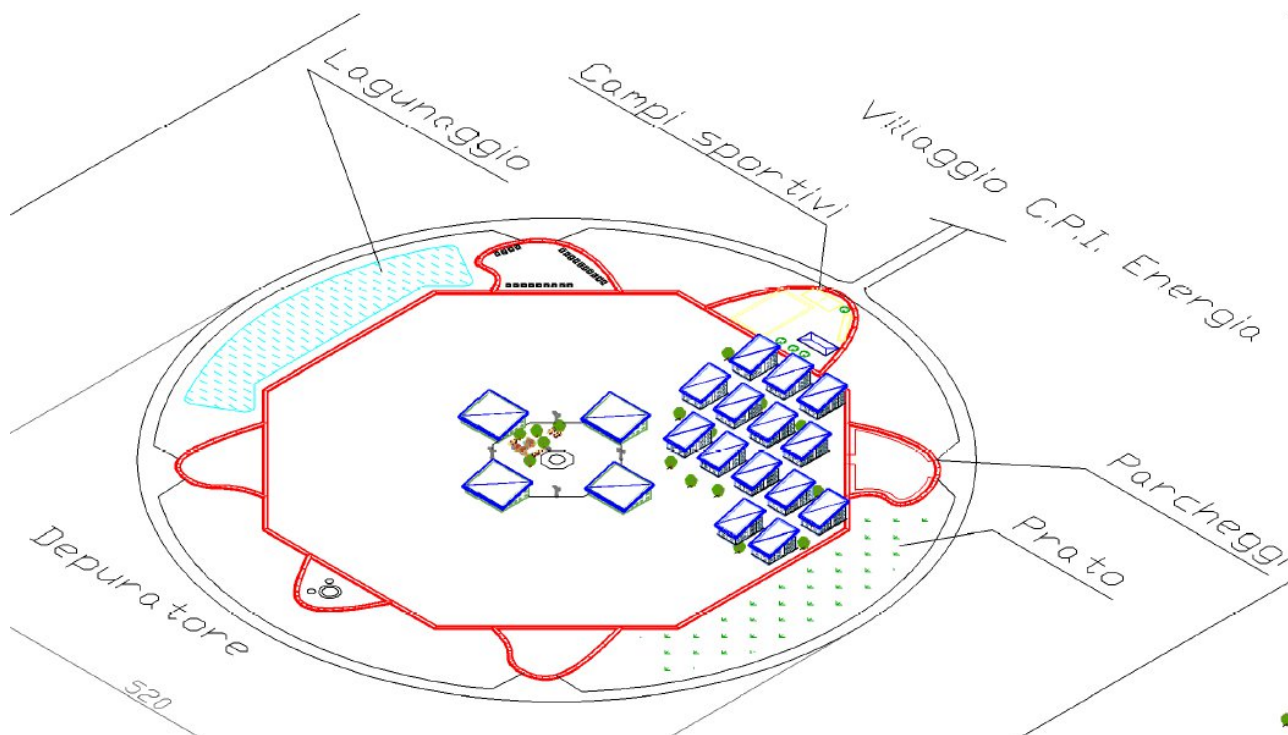 Lagunaggio
Campi sportivi
Villaggio C.P.I. Energia
Parcheggi
Prato
Depuratore
520